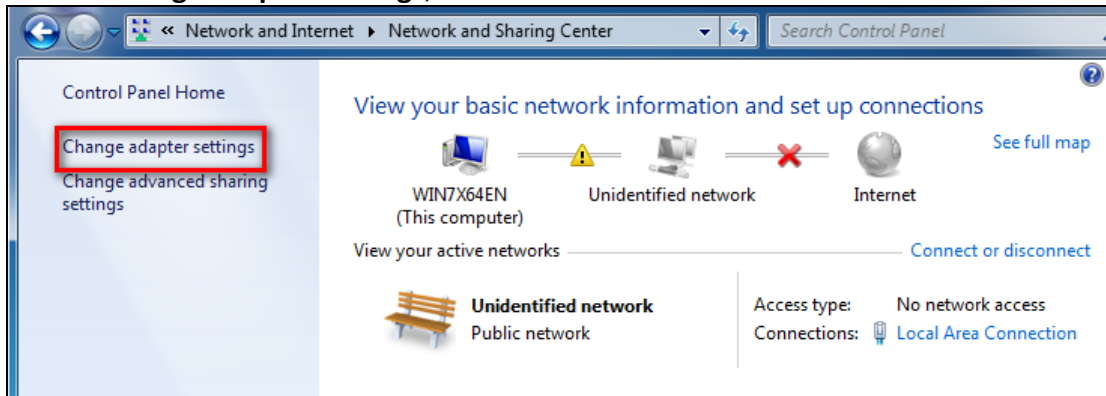 Network and Internet Network and Sharing Center Search Control Panel
Control Panel Home
Change adapter settings
Change advanced sharing
settings
View your basic network information and set up connections
See full map
WIN7X64EN Unidentified network Internet
(This computer)
View your active networks Connect or disconnect
Unidentified network
Public network
Access type: No network access
Connections: Local Area Connection